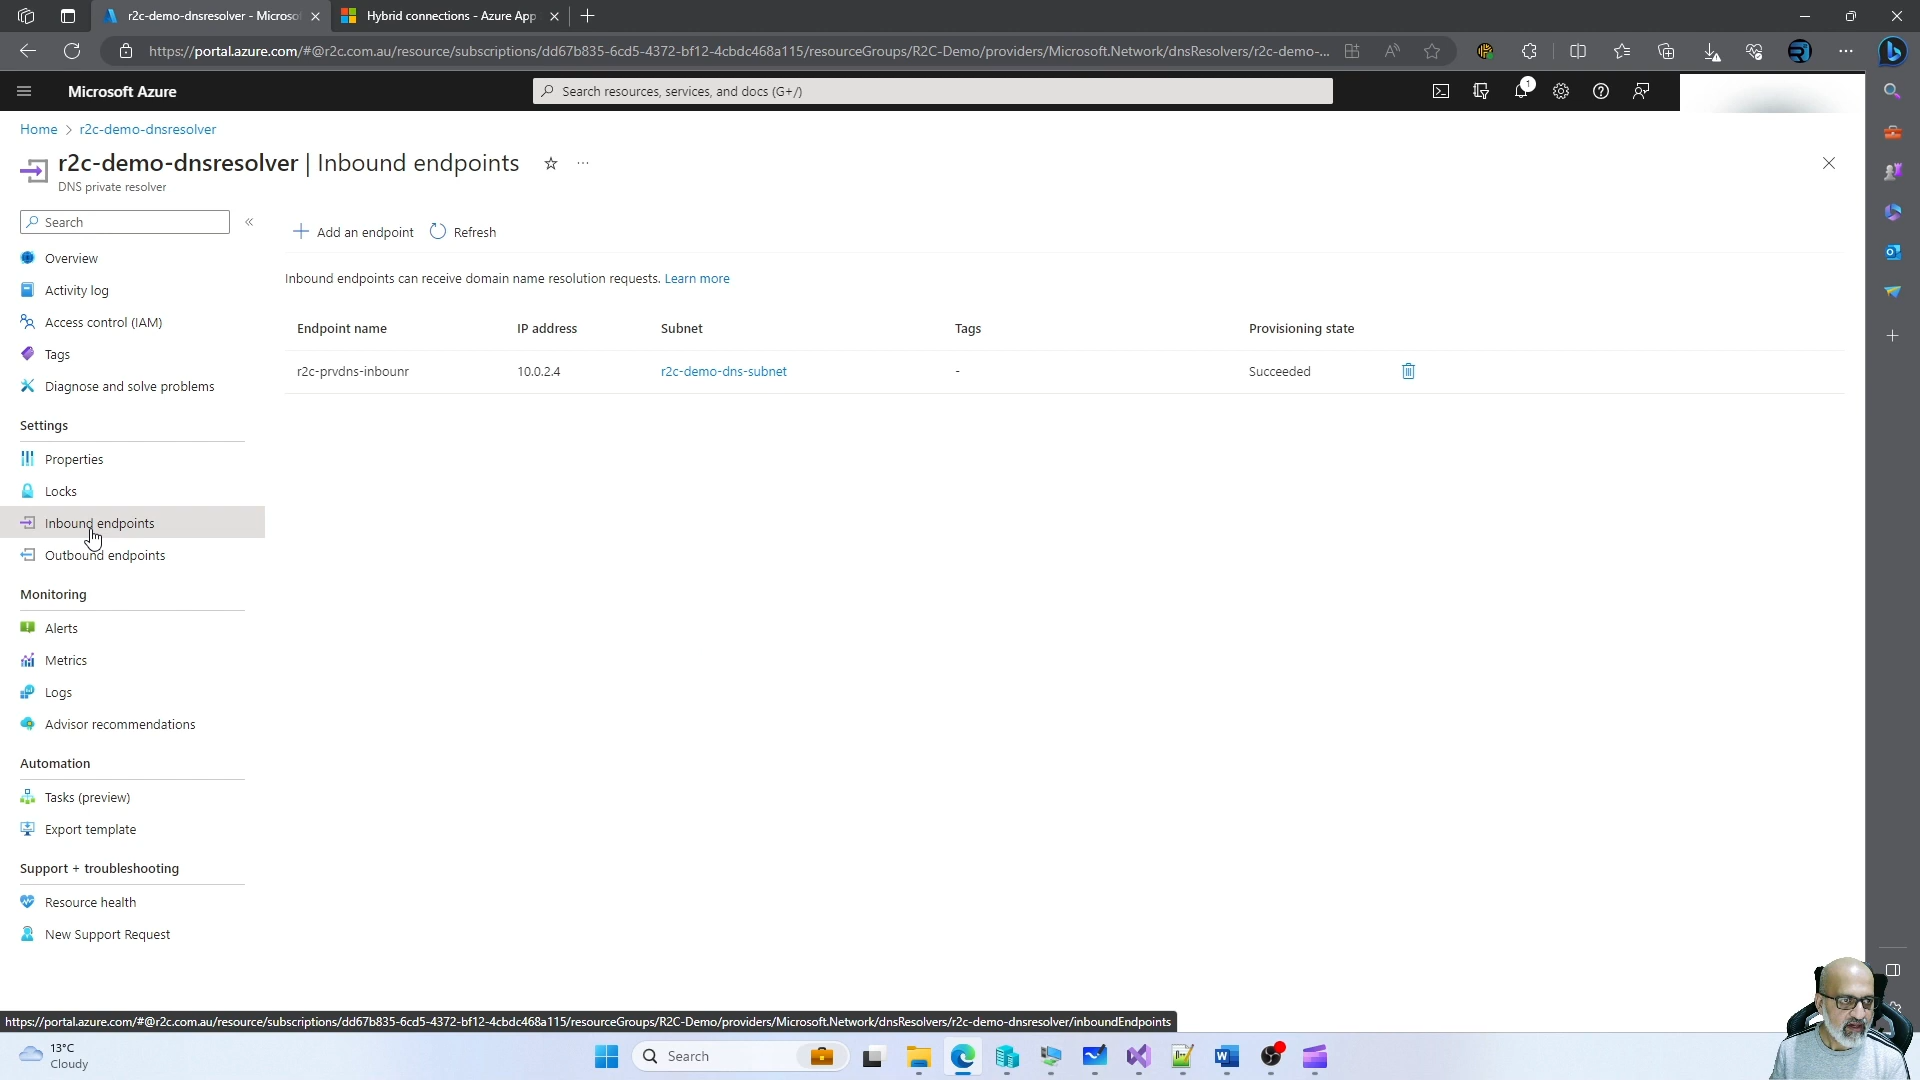 r2c-demo-dnsresolver - Microsof
Hybrid connections - Azure App
https://portal.azure.com/#@r2c.com.au/resource/subscriptions/dd67b835-6cd5-4372-bf12-4cbdc468a115/resourceGroups/R2C-Demo/providers/Microsoft.Network/dnsResolvers/r2c-demo-...
Microsoft Azure
Search resources, services, and docs (G+/)
1
Home > r2c-demo-dnsresolver
r2c-demo-dnsresolver | Inbound endpoints
DNS private resolver
Search
Add an endpoint
Refresh
Overview
Activity log
Access control (IAM)
Tags
Diagnose and solve problems
Settings
Properties
Locks
Inbound endpoints
Outbound endpoints
Monitoring
Alerts
Metrics
Logs
Advisor recommendations
Automation
Tasks (preview)
Export template
Support + troubleshooting
Resource health
New Support Request
Inbound endpoints can receive domain name resolution requests. Learn more
Endpoint name IP address Subnet Tags Provisioning state
r2c-prvdns-inbounr 10.0.2.4 r2c-demo-dns-subnet - Succeeded
https://portal.azure.com/#@r2c.com.au/resource/subscriptions/dd67b835-6cd5-4372-bf12-4cbdc468a115/resourceGroups/R2C-Demo/providers/Microsoft.Network/dnsResolvers/r2c-demo-dnsresolver/inboundEndpoints
13°C
Cloudy
Search